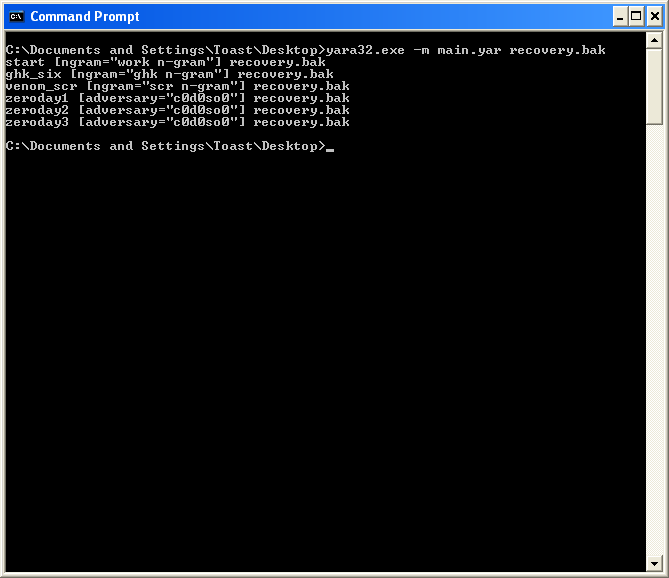 Command Prompt
C:\Documents and Settings\Toast\Desktop>yara32.exe -m main.yar recovery.bak
start [ngram="work n-gram"] recovery.bak
ghk_six [ngram="ghk n-gram"] recovery.bak
venom_scr [ngram="scr n-gram"] recovery.bak
zeroday1 [adversary="c0d0so0"] recovery.bak
zeroday2 [adversary="c0d0so0"] recovery.bak
zeroday3 [adversary="c0d0so0"] recovery.bak
C:\Documents and Settings\Toast\Desktop>_